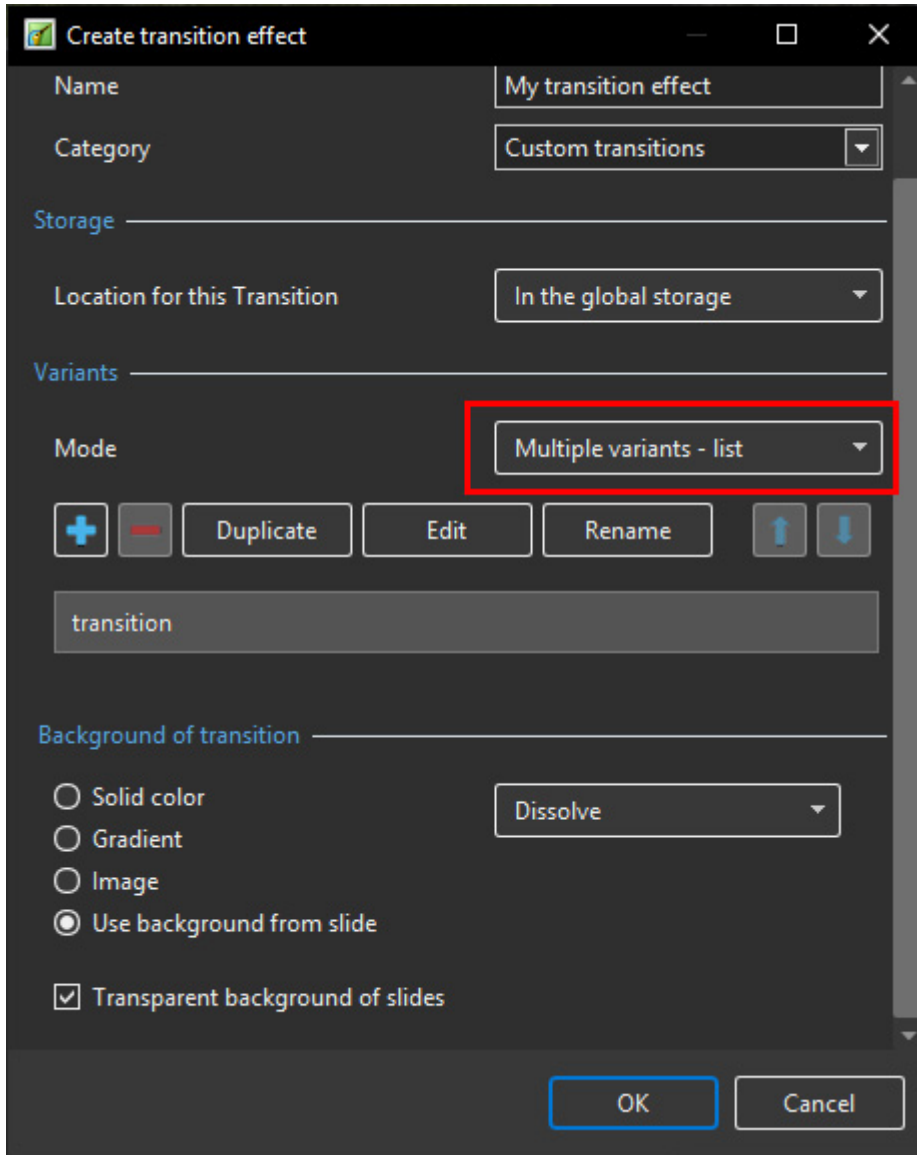 Create transition effect
Name
My transition effect
Category
Custom transitions
Storage
Location for this Transition
In the global storage
Variants
Mode
Multiple variants - list
Duplicate
Edit
Rename
transition
Background of transition
Solid color
Dissolve
Gradient
Image
Use background from slide
Transparent background of slides
OK
Cancel